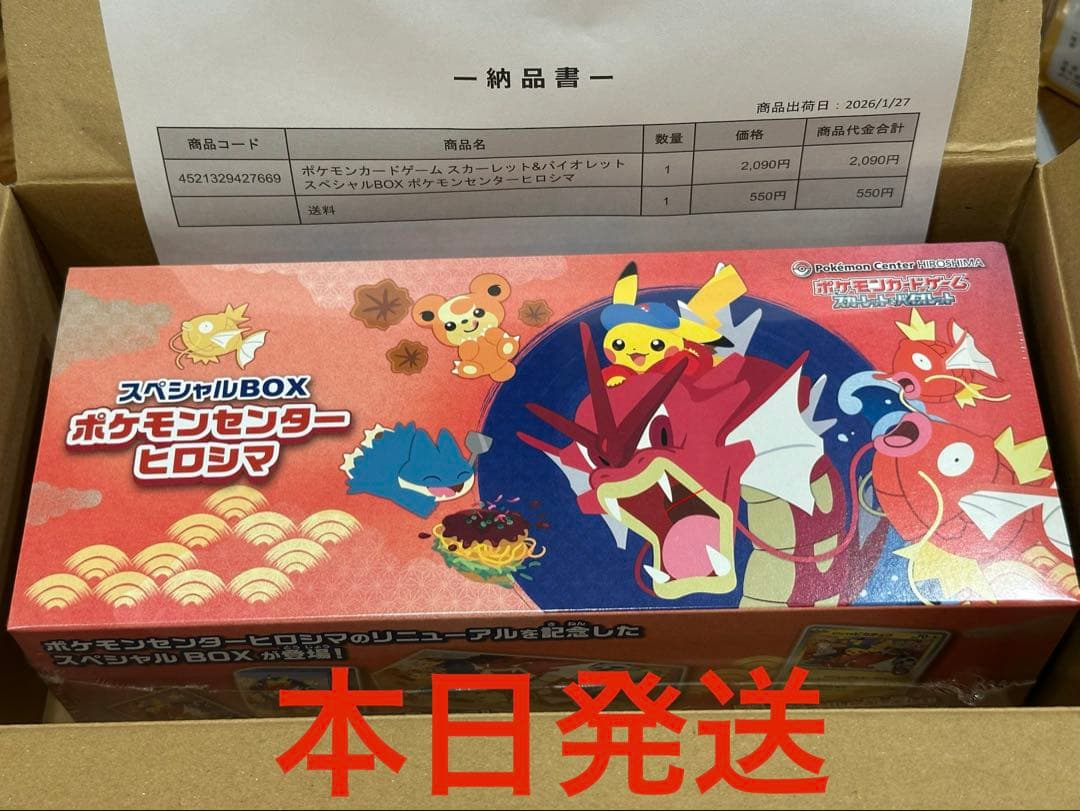 ー納品書ー
商品出荷日：2026/1/27
商品コード 商品名 数量 価格 商品代金合計
4521329427669 ポケモンカードゲーム スカーレット&バイオレット
スペシャルBOX ポケモンセンターヒロシマ 1 2,090円 2,090円
送料 1 550円 550円
Pokémon Center HIROSHIMA
ポケモンカードゲーム
スカーレット&バイオレット
スペシャルBOX
ポケモンセンター
ヒロシマ
ポケモンセンターヒロシマのリニューアルを記念した
スペシャルBOXが登場！
本日発送